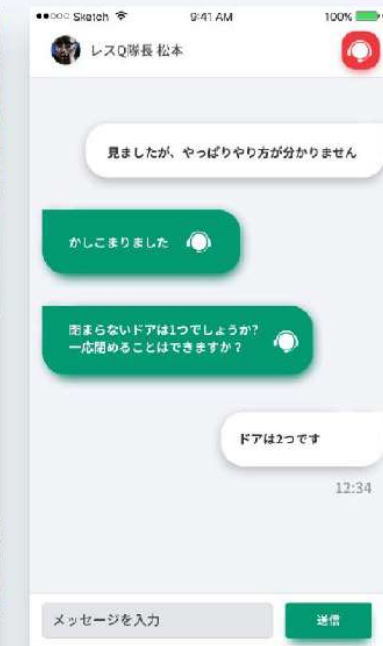 Sketch
9:41 AM
100%
レスQ隊長 松本
見ましたが、やっぱりやり方が分かりません
かしこまりました
閉まらないドアは1つでしょうか?
一応閉めることはできますか？
ドアは2つです
12:34
メッセージを入力
送信